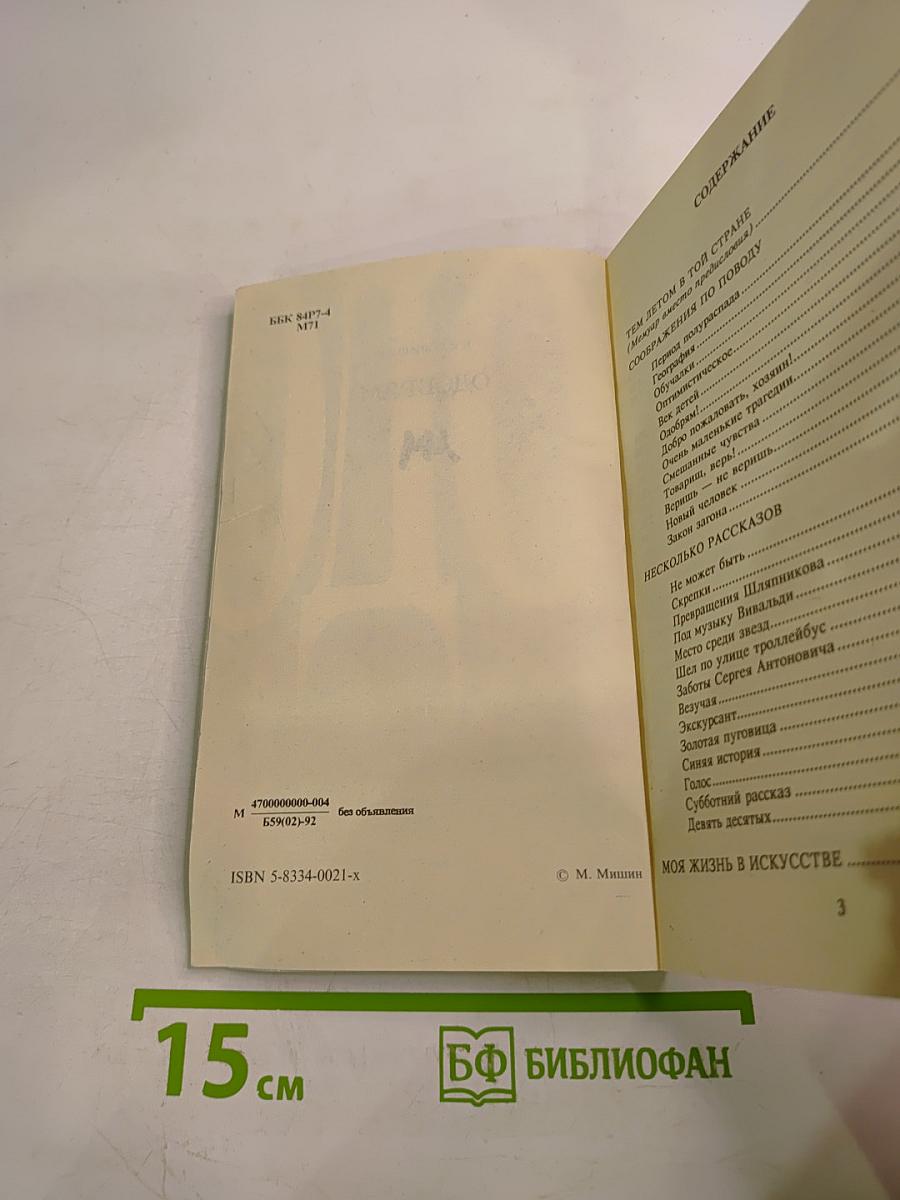 ББК 84Р7-4
М71
М 4700000000-004 без объявления
Б59(02)-92
ISBN 5-8334-0021-х
© М. Мишин
СОДЕРЖАНИЕ
ТЕМ ЛЕТОМ В ТОЙ СТРАНЕ
(Мемуар вместо предисловия)
СООБРАЖЕНИЯ ПО ПОВОДУ
Период полураспада
География
Обучалки
Оптимистическое
Век детей
Одобрям!
Добро пожаловать, хозяин!
Очень маленькие трагедии
Смешанные чувства
Товарищ, верь!
Веришь — не веришь
Новый человек
Закон загона
НЕСКОЛЬКО РАССКАЗОВ
Не может быть
Скрепки
Превращения Шляпникова
Под музыку Вивальди
Место среди звезд
Шел по улице троллейбус
Заботы Сергея Антоновича
Везучая
Экскурсант
Золотая пуговица
Синяя история
Голос
Субботний рассказ
Девять десятых
МОЯ ЖИЗНЬ В ИСКУССТВЕ
3
15 см
БФ БИБЛИОФАН